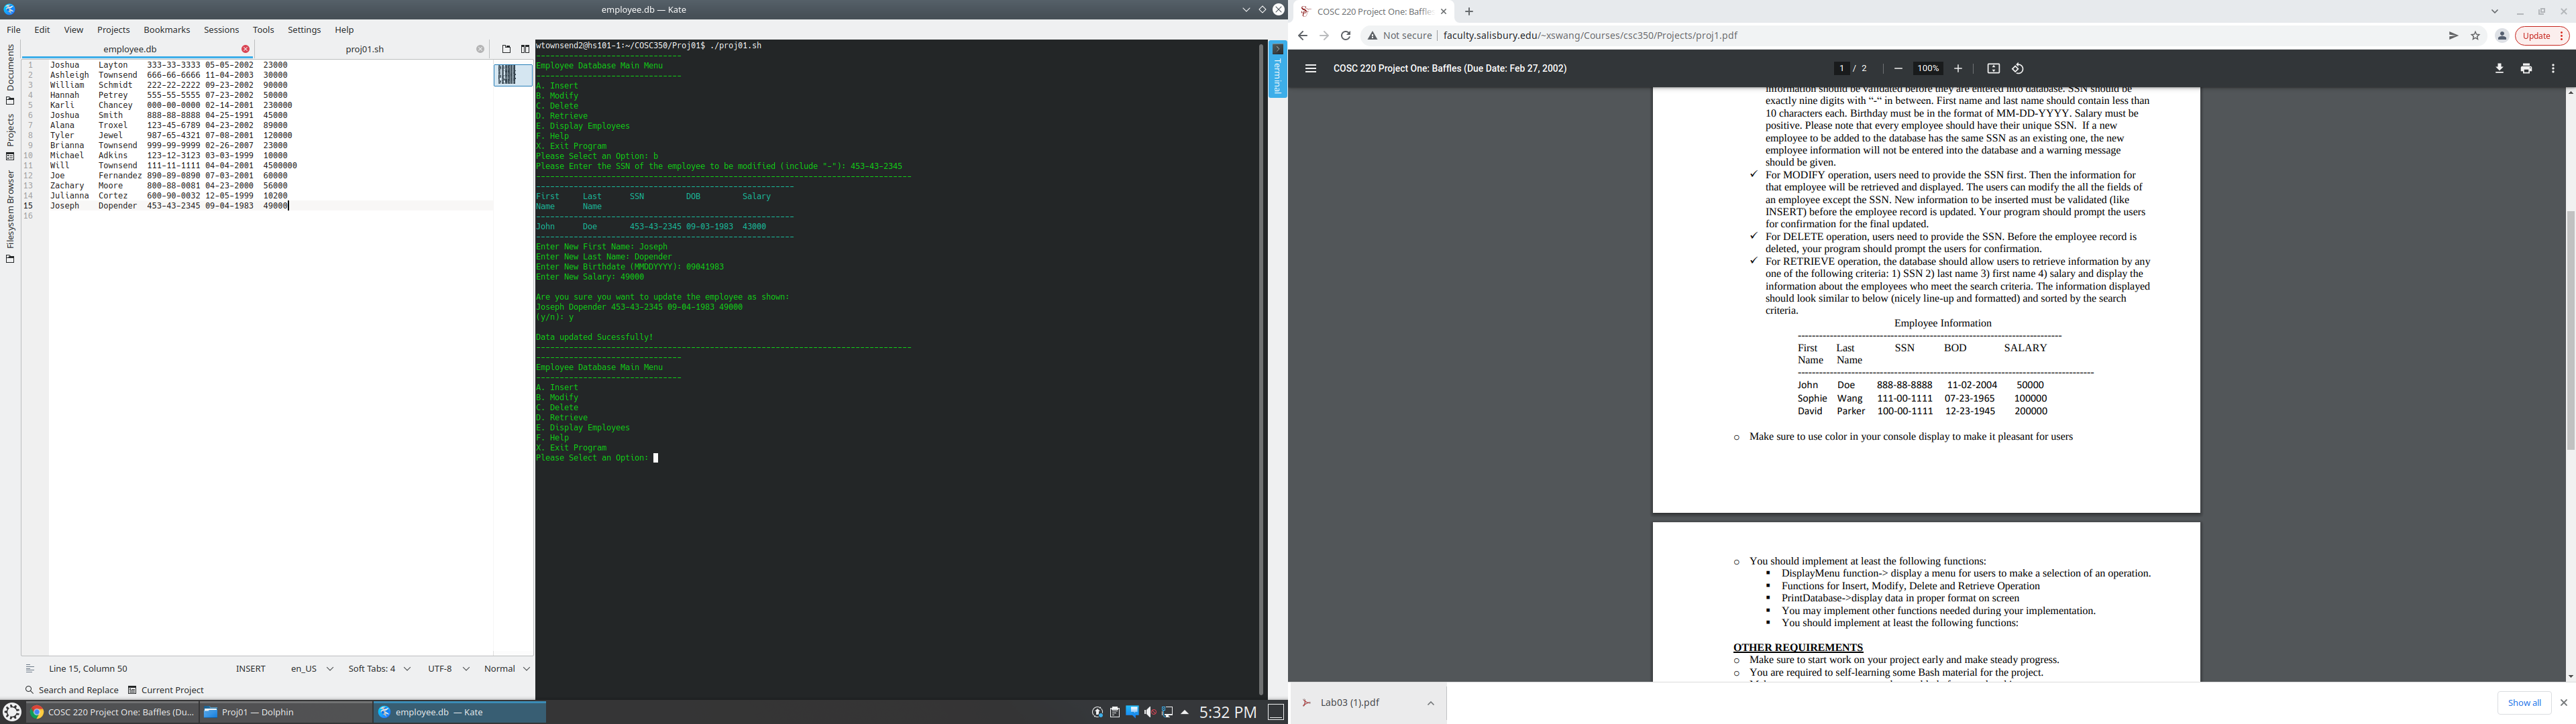 employee.db — Kate
File Edit View Projects Bookmarks Sessions Tools Settings Help
Documents
Projects
Filesystem Browser
employee.db
proj01.sh
1 Joshua Layton 333-33-3333 05-05-2002 23000
2 Ashleigh Townsend 666-66-6666 11-04-2003 30000
3 William Schmidt 222-22-2222 09-23-2002 90000
4 Hannah Petrey 555-55-5555 07-23-2002 50000
5 Karli Chancey 000-00-0000 02-14-2001 230000
6 Joshua Smith 888-88-8888 04-25-1991 45000
7 Alana Troxel 123-45-6789 04-23-2002 89000
8 Tyler Jewel 987-65-4321 07-08-2001 120000
9 Brianna Townsend 999-99-9999 02-26-2007 23000
10 Michael Adkins 123-12-3123 03-03-1999 10000
11 Will Townsend 111-11-1111 04-04-2001 4500000
12 Joe Fernandez 890-89-0890 07-03-2001 60000
13 Zachary Moore 800-88-0081 04-23-2000 56000
14 Julianna Cortez 600-90-0032 12-05-1999 10200
15 Joseph Dopender 453-43-2345 09-04-1983 49000
16
Line 15, Column 50 INSERT en_US Soft Tabs: 4 UTF-8 Normal
Search and Replace Current Project
wtownsend2@hs101-1:~/COSC350/Proj01$ ./proj01.sh
-------------------------------
Employee Database Main Menu
-------------------------------
A. Insert
B. Modify
C. Delete
D. Retrieve
E. Display Employees
F. Help
X. Exit Program
Please Select an Option: b
Please Enter the SSN of the employee to be modified (include "-"): 453-43-2345
--------------------------------------------------------------------------------
-------------------------------------------------------
First Last SSN DOB Salary
Name Name
-------------------------------------------------------
John Doe 453-43-2345 09-03-1983 43000
-------------------------------------------------------
Enter New First Name: Joseph
Enter New Last Name: Dopender
Enter New Birthdate (MMDDYYYY): 09041983
Enter New Salary: 49000
Are you sure you want to update the employee as shown:
Joseph Dopender 453-43-2345 09-04-1983 49000
(y/n): y
Data updated Sucessfully!
--------------------------------------------------------------------------------
-------------------------------
Employee Database Main Menu
-------------------------------
A. Insert
B. Modify
C. Delete
D. Retrieve
E. Display Employees
F. Help
X. Exit Program
Please Select an Option:
Terminal
COSC 220 Project One: Baffles (Du...
Proj01 — Dolphin
employee.db — Kate
5:32 PM
COSC 220 Project One: Baffle
Not secure | faculty.salisbury.edu/~xswang/Courses/csc350/Projects/proj1.pdf
Update
COSC 220 Project One: Baffles (Due Date: Feb 27, 2002)
1 / 2
100%
information should be validated before they are entered into database. SSN should be
exactly nine digits with “-“ in between. First name and last name should contain less than
10 characters each. Birthday must be in the format of MM-DD-YYYY. Salary must be
positive. Please note that every employee should have their unique SSN. If a new
employee to be added to the database has the same SSN as an existing one, the new
employee information will not be entered into the database and a warning message
should be given.
✓ For MODIFY operation, users need to provide the SSN first. Then the information for
that employee will be retrieved and displayed. The users can modify the all the fields of
an employee except the SSN. New information to be inserted must be validated (like
INSERT) before the employee record is updated. Your program should prompt the users
for confirmation for the final updated.
✓ For DELETE operation, users need to provide the SSN. Before the employee record is
deleted, your program should prompt the users for confirmation.
✓ For RETRIEVE operation, the database should allow users to retrieve information by any
one of the following criteria: 1) SSN 2) last name 3) first name 4) salary and display the
information about the employees who meet the search criteria. The information displayed
should look similar to below (nicely line-up and formatted) and sorted by the search
criteria.
Employee Information
--------------------------------------------------------------------------
First Last SSN BOD SALARY
Name Name
-----------------------------------------------------------------------------------
John Doe 888-88-8888 11-02-2004 50000
Sophie Wang 111-00-1111 07-23-1965 100000
David Parker 100-00-1111 12-23-1945 200000
o Make sure to use color in your console display to make it pleasant for users
o You should implement at least the following functions:
▪ DisplayMenu function-> display a menu for users to make a selection of an operation.
▪ Functions for Insert, Modify, Delete and Retrieve Operation
▪ PrintDatabase->display data in proper format on screen
▪ You may implement other functions needed during your implementation.
▪ You should implement at least the following functions:
OTHER REQUIREMENTS
o Make sure to start work on your project early and make steady progress.
o You are required to self-learning some Bash material for the project.
Lab03 (1).pdf
Show all